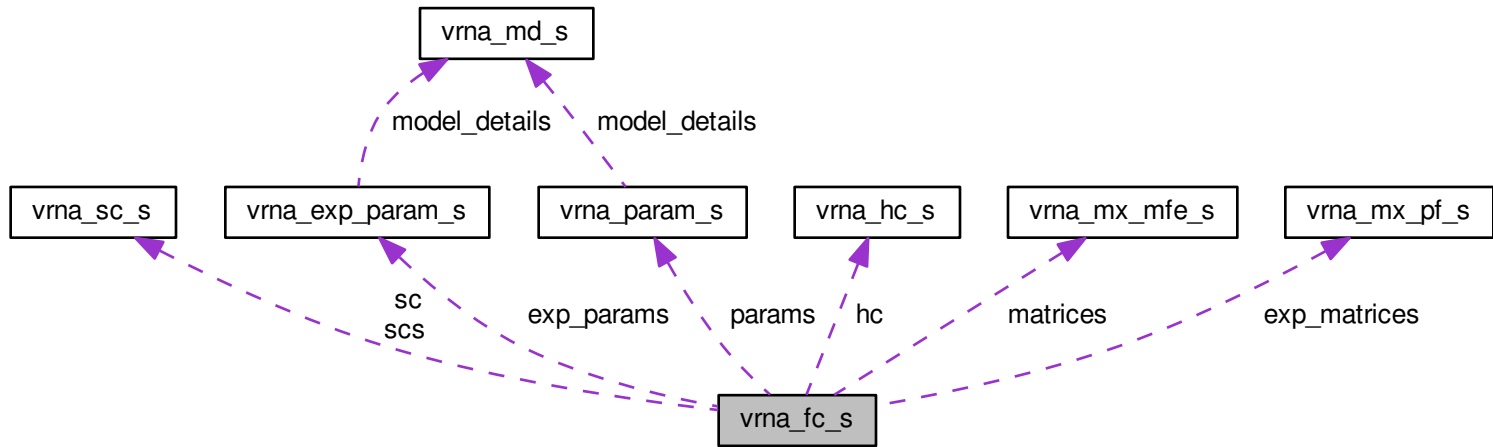 vrna_md_s
model_details
model_details
vrna_sc_s
vrna_exp_param_s
vrna_param_s
vrna_hc_s
vrna_mx_mfe_s
vrna_mx_pf_s
sc
scs
exp_params
params
hc
matrices
exp_matrices
vrna_fc_s